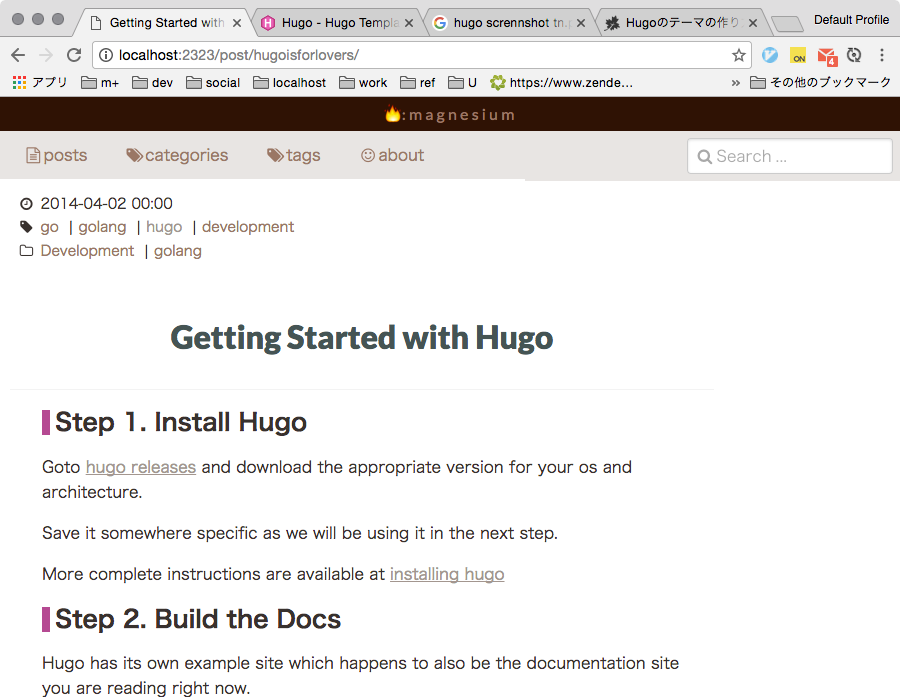 Getting Started with
Hugo - Hugo Templa
hugo scrennshot tn.p
Hugoのテーマの作り
Default Profile
localhost:2323/post/hugoisforlovers/
ON
4
アプリ
m+
dev
social
localhost
work
ref
U
https://www.zende...
»
その他のブックマーク
🔥:magnesium
posts
categories
tags
about
Search ...
2014-04-02 00:00
go | golang | hugo | development
Development | golang
Getting Started with Hugo
Step 1. Install Hugo
Goto hugo releases and download the appropriate version for your os and
architecture.
Save it somewhere specific as we will be using it in the next step.
More complete instructions are available at installing hugo
Step 2. Build the Docs
Hugo has its own example site which happens to also be the documentation site
you are reading right now.